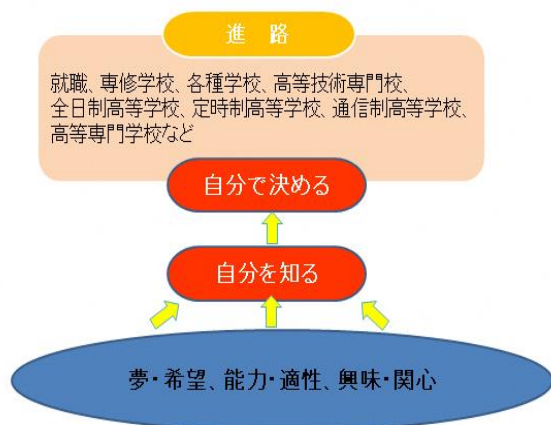 進 路
就職、専修学校、各種学校、高等技術専門校、
全日制高等学校、定時制高等学校、通信制高等学校、
高等専門学校など
自分で決める
自分を知る
夢・希望、能力・適性、興味・関心